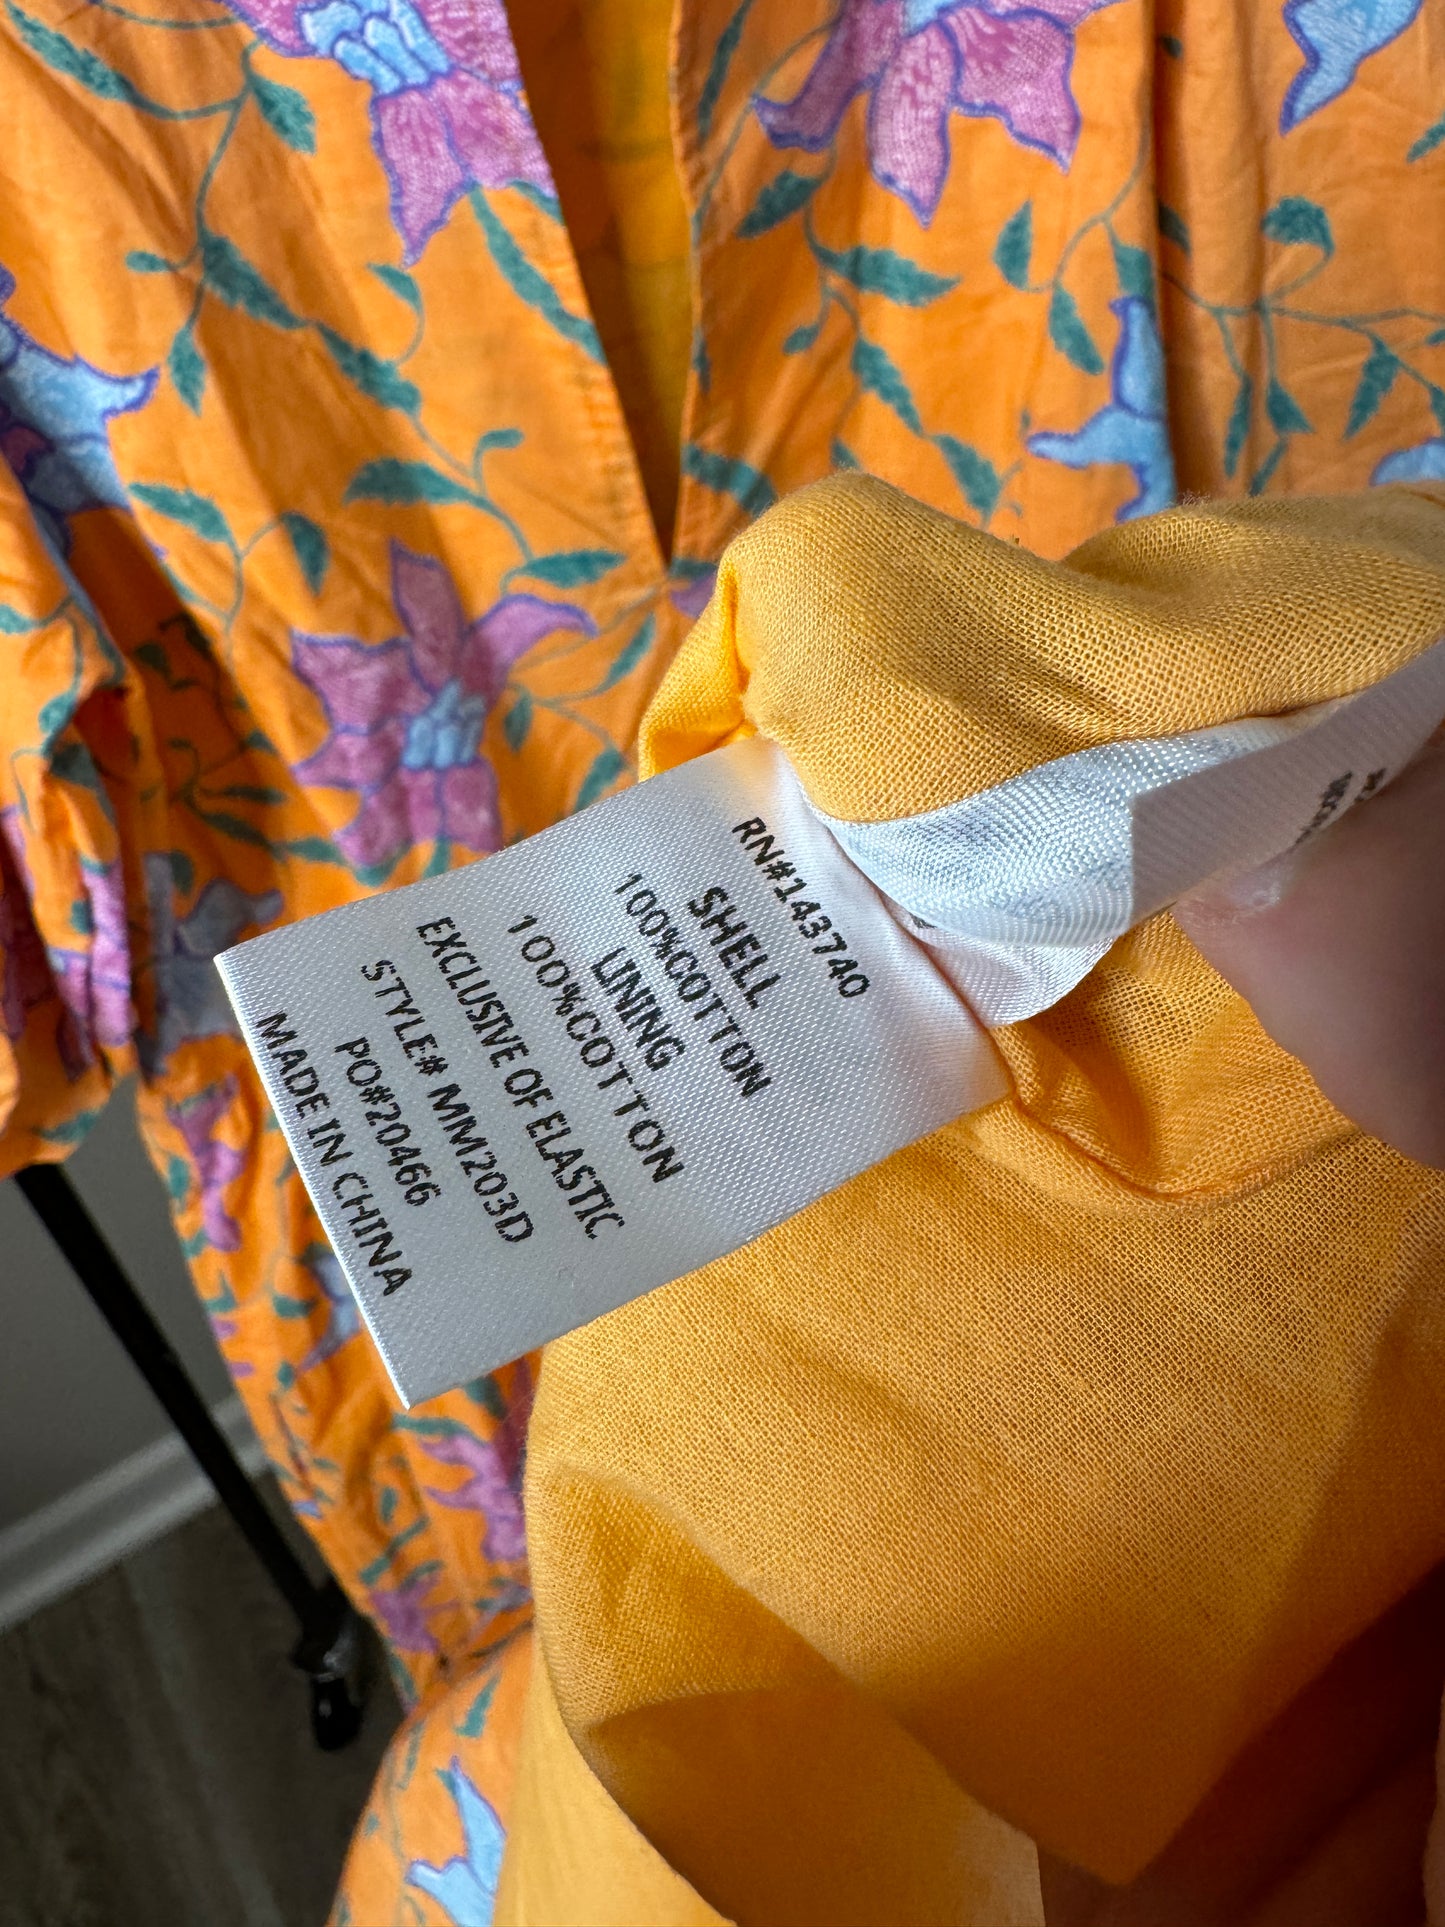 RN#143740
SHELL
100%COTTON
LINING
100%COTTON
EXCLUSIVE OF ELASTIC
STYLE# MM203D
PO#20466
MADE IN CHINA